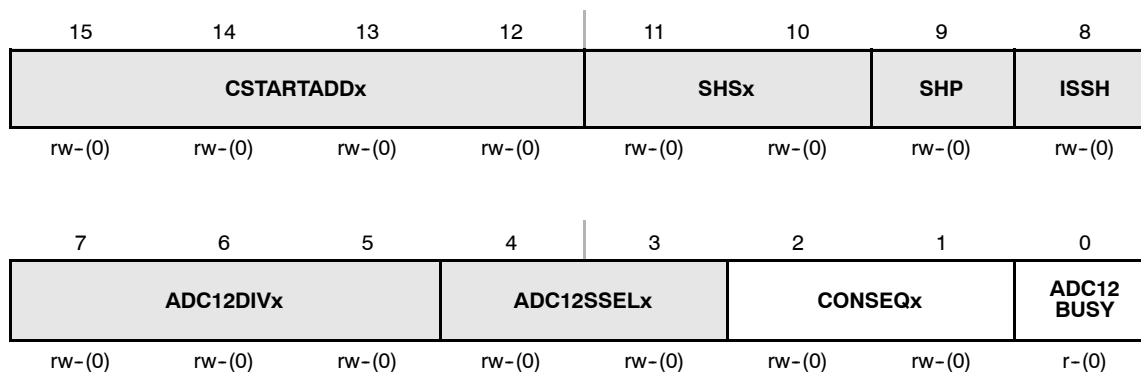 15 14 13 12 11 10 9 8
CSTARTADDx SHSx SHP ISSH
rw-(0) rw-(0) rw-(0) rw-(0) rw-(0) rw-(0) rw-(0) rw-(0)
7 6 5 4 3 2 1 0
ADC12DIVx ADC12SSELx CONSEQx ADC12
BUSY
rw-(0) rw-(0) rw-(0) rw-(0) rw-(0) rw-(0) rw-(0) r-(0)